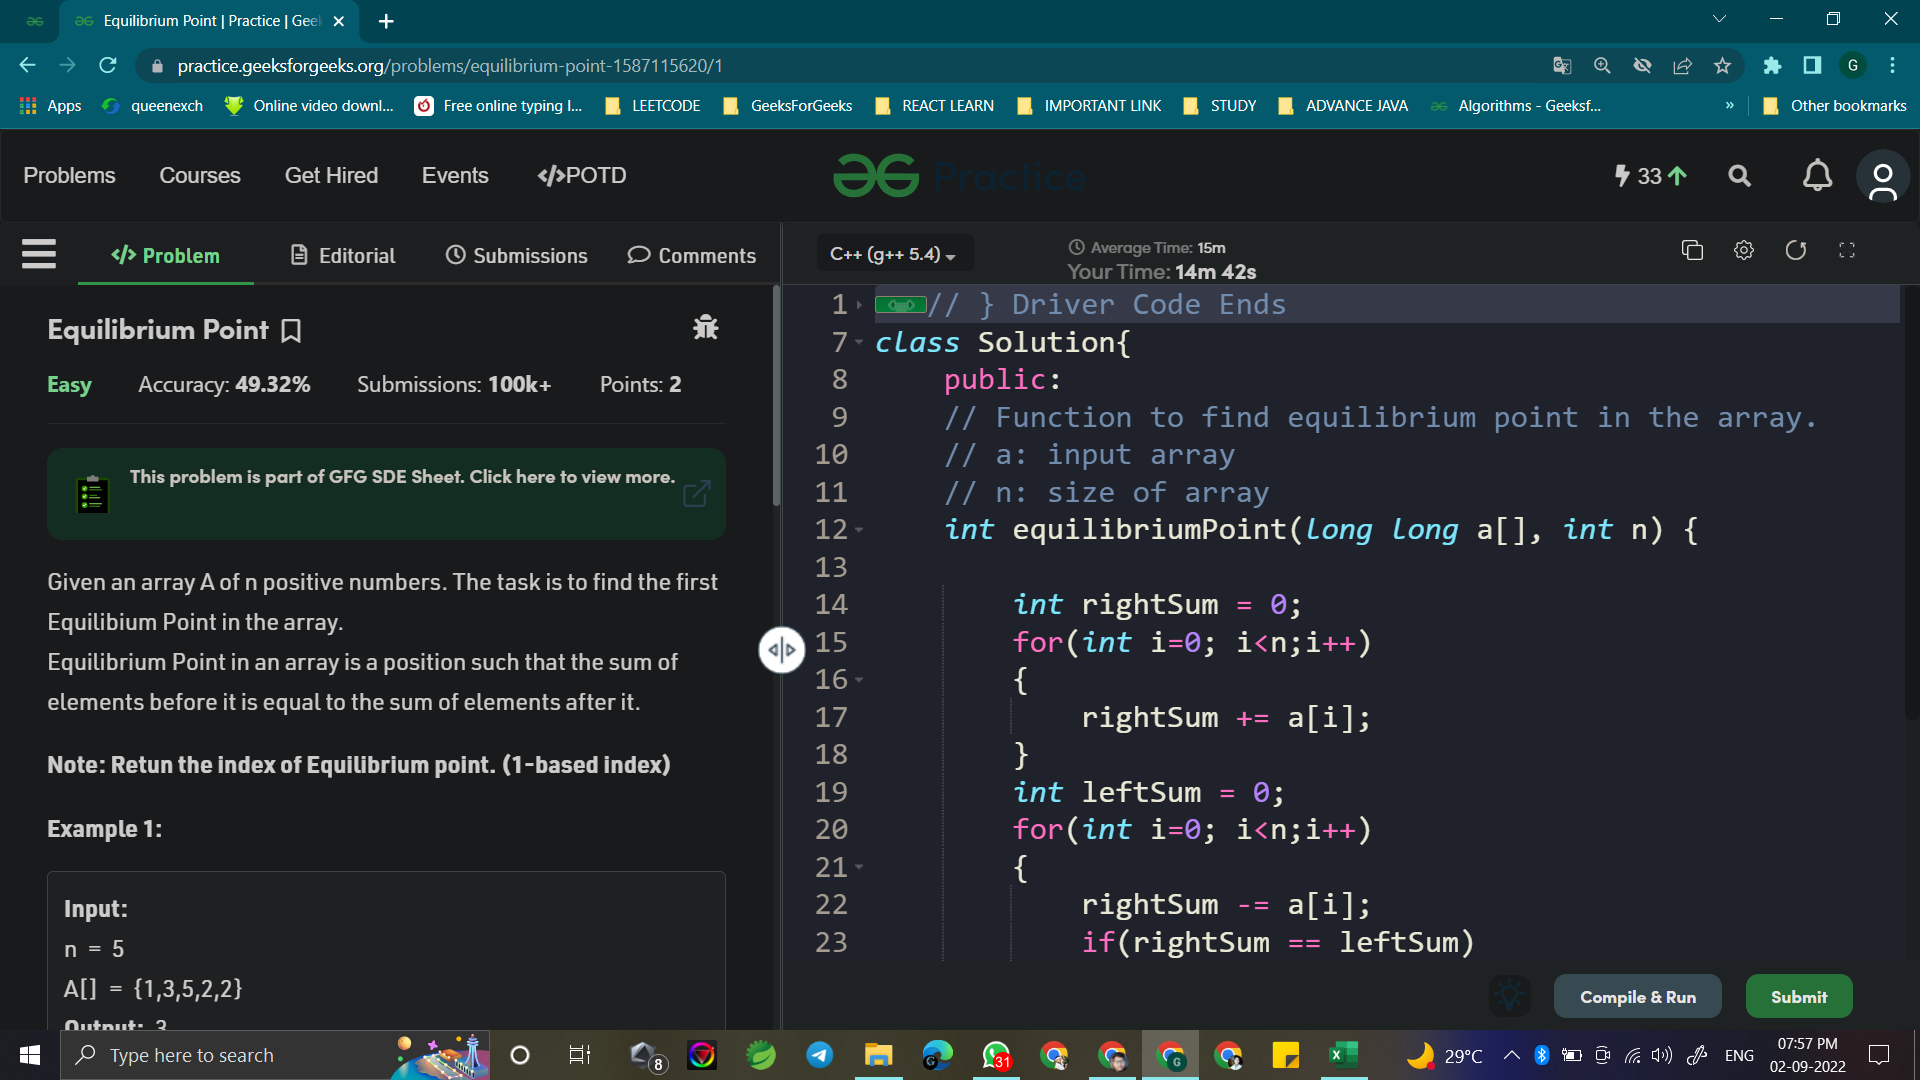 Equilibrium Point | Practice | Gee
practice.geeksforgeeks.org/problems/equilibrium-point-1587115620/1
G
Apps
queenexch
Online video downl...
Free online typing l...
LEETCODE
GeeksForGeeks
REACT LEARN
IMPORTANT LINK
STUDY
ADVANCE JAVA
Algorithms - Geeksf...
»
Other bookmarks
Problems
Courses
Get Hired
Events
</>POTD
Practice
33
</> Problem
Editorial
Submissions
Comments
C++ (g++ 5.4)
Average Time: 15m
Your Time: 14m 42s
Equilibrium Point
Easy
Accuracy: 49.32%
Submissions: 100k+
Points: 2
This problem is part of GFG SDE Sheet. Click here to view more.
Given an array A of n positive numbers. The task is to find the first
Equilibium Point in the array.
Equilibrium Point in an array is a position such that the sum of
elements before it is equal to the sum of elements after it.
Note: Retun the index of Equilibrium point. (1-based index)
Example 1:
Input:
n = 5
A[] = {1,3,5,2,2}
Output: 3
1 // } Driver Code Ends
7 class Solution{
8 public:
9 // Function to find equilibrium point in the array.
10 // a: input array
11 // n: size of array
12 int equilibriumPoint(long long a[], int n) {
13
14 int rightSum = 0;
15 for(int i=0; i<n;i++)
16 {
17 rightSum += a[i];
18 }
19 int leftSum = 0;
20 for(int i=0; i<n;i++)
21 {
22 rightSum -= a[i];
23 if(rightSum == leftSum)
Compile & Run
Submit
Type here to search
8
31
G
29°C
ENG
07:57 PM
02-09-2022